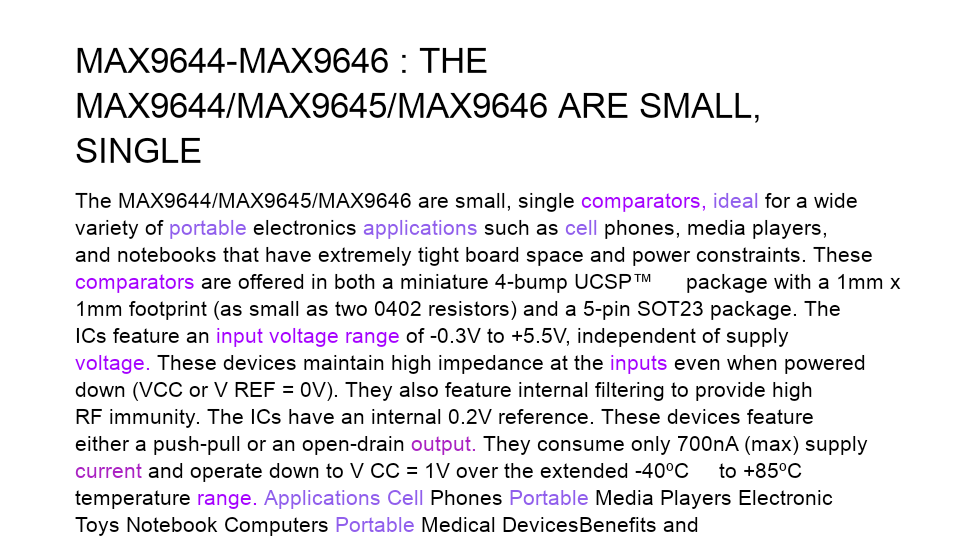 MAX9644-MAX9646 : THE
MAX9644/MAX9645/MAX9646 ARE SMALL,
SINGLE
The MAX9644/MAX9645/MAX9646 are small, single comparators, ideal for a wide
variety of portable electronics applications such as cell phones, media players,
and notebooks that have extremely tight board space and power constraints. These
comparators are offered in both a miniature 4-bump UCSP™ package with a 1mm x
1mm footprint (as small as two 0402 resistors) and a 5-pin SOT23 package. The
ICs feature an input voltage range of -0.3V to +5.5V, independent of supply
voltage. These devices maintain high impedance at the inputs even when powered
down (VCC or V REF = 0V). They also feature internal filtering to provide high
RF immunity. The ICs have an internal 0.2V reference. These devices feature
either a push-pull or an open-drain output. They consume only 700nA (max) supply
current and operate down to V CC = 1V over the extended -40ºC to +85ºC
temperature range. Applications Cell Phones Portable Media Players Electronic
Toys Notebook Computers Portable Medical DevicesBenefits and